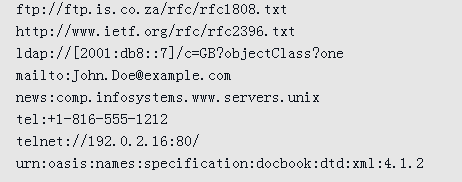 ftp://ftp.is.co.za/rfc/rfc1808.txt
http://www.ietf.org/rfc/rfc2396.txt
ldap://[2001:db8::7]/c=GB?objectClass?one
mailto:John.Doe@example.com
news:comp.infosystems.www.servers.unix
tel:+1-816-555-1212
telnet://192.0.2.16:80/
urn:oasis:names:specification:docbook:dtd:xml:4.1.2